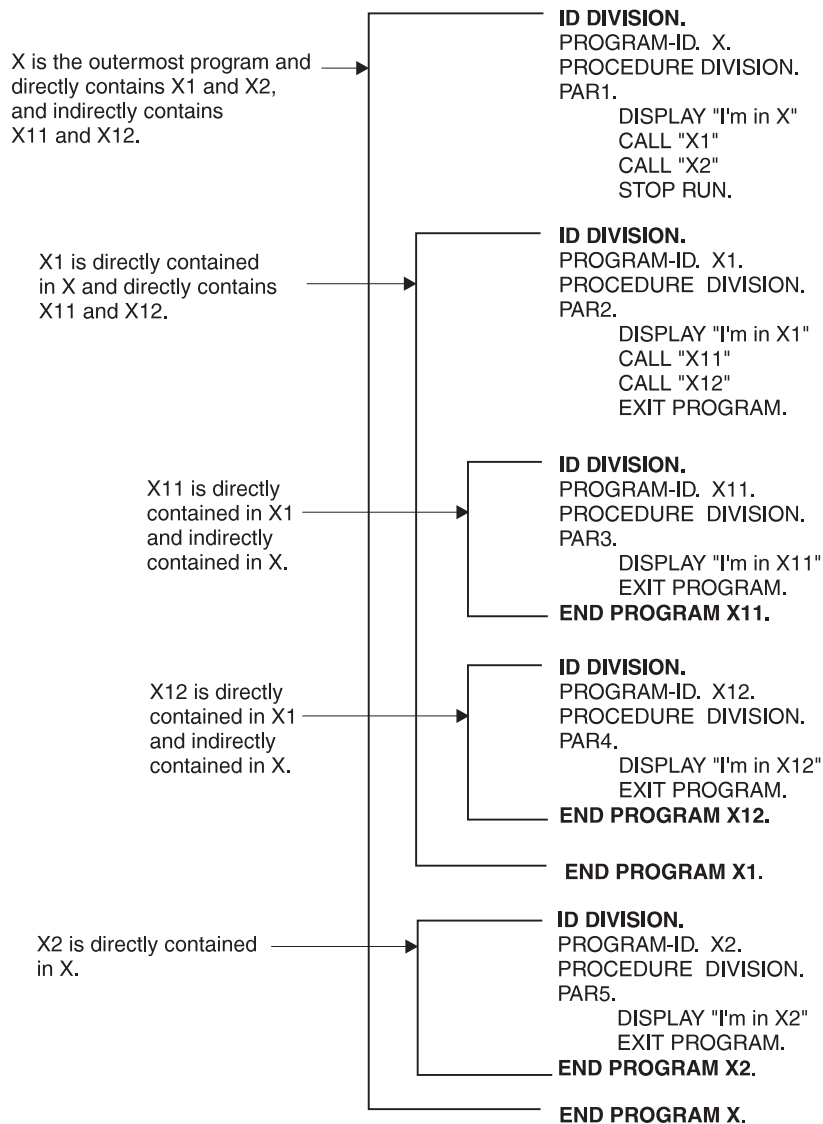 X is the outermost program and
directly contains X1 and X2,
and indirectly contains
X11 and X12.
ID DIVISION.
PROGRAM-ID. X.
PROCEDURE DIVISION.
PAR1.
DISPLAY "I'm in X"
CALL "X1"
CALL "X2"
STOP RUN.
X1 is directly contained
in X and directly contains
X11 and X12.
ID DIVISION.
PROGRAM-ID. X1.
PROCEDURE DIVISION.
PAR2.
DISPLAY "I'm in X1"
CALL "X11"
CALL "X12"
EXIT PROGRAM.
X11 is directly
contained in X1
and indirectly
contained in X.
ID DIVISION.
PROGRAM-ID. X11.
PROCEDURE DIVISION.
PAR3.
DISPLAY "I'm in X11"
EXIT PROGRAM.
END PROGRAM X11.
X12 is directly
contained in X1
and indirectly
contained in X.
ID DIVISION.
PROGRAM-ID. X12.
PROCEDURE DIVISION.
PAR4.
DISPLAY "I'm in X12"
EXIT PROGRAM.
END PROGRAM X12.
END PROGRAM X1.
X2 is directly contained
in X.
ID DIVISION.
PROGRAM-ID. X2.
PROCEDURE DIVISION.
PAR5.
DISPLAY "I'm in X2"
EXIT PROGRAM.
END PROGRAM X2.
END PROGRAM X.